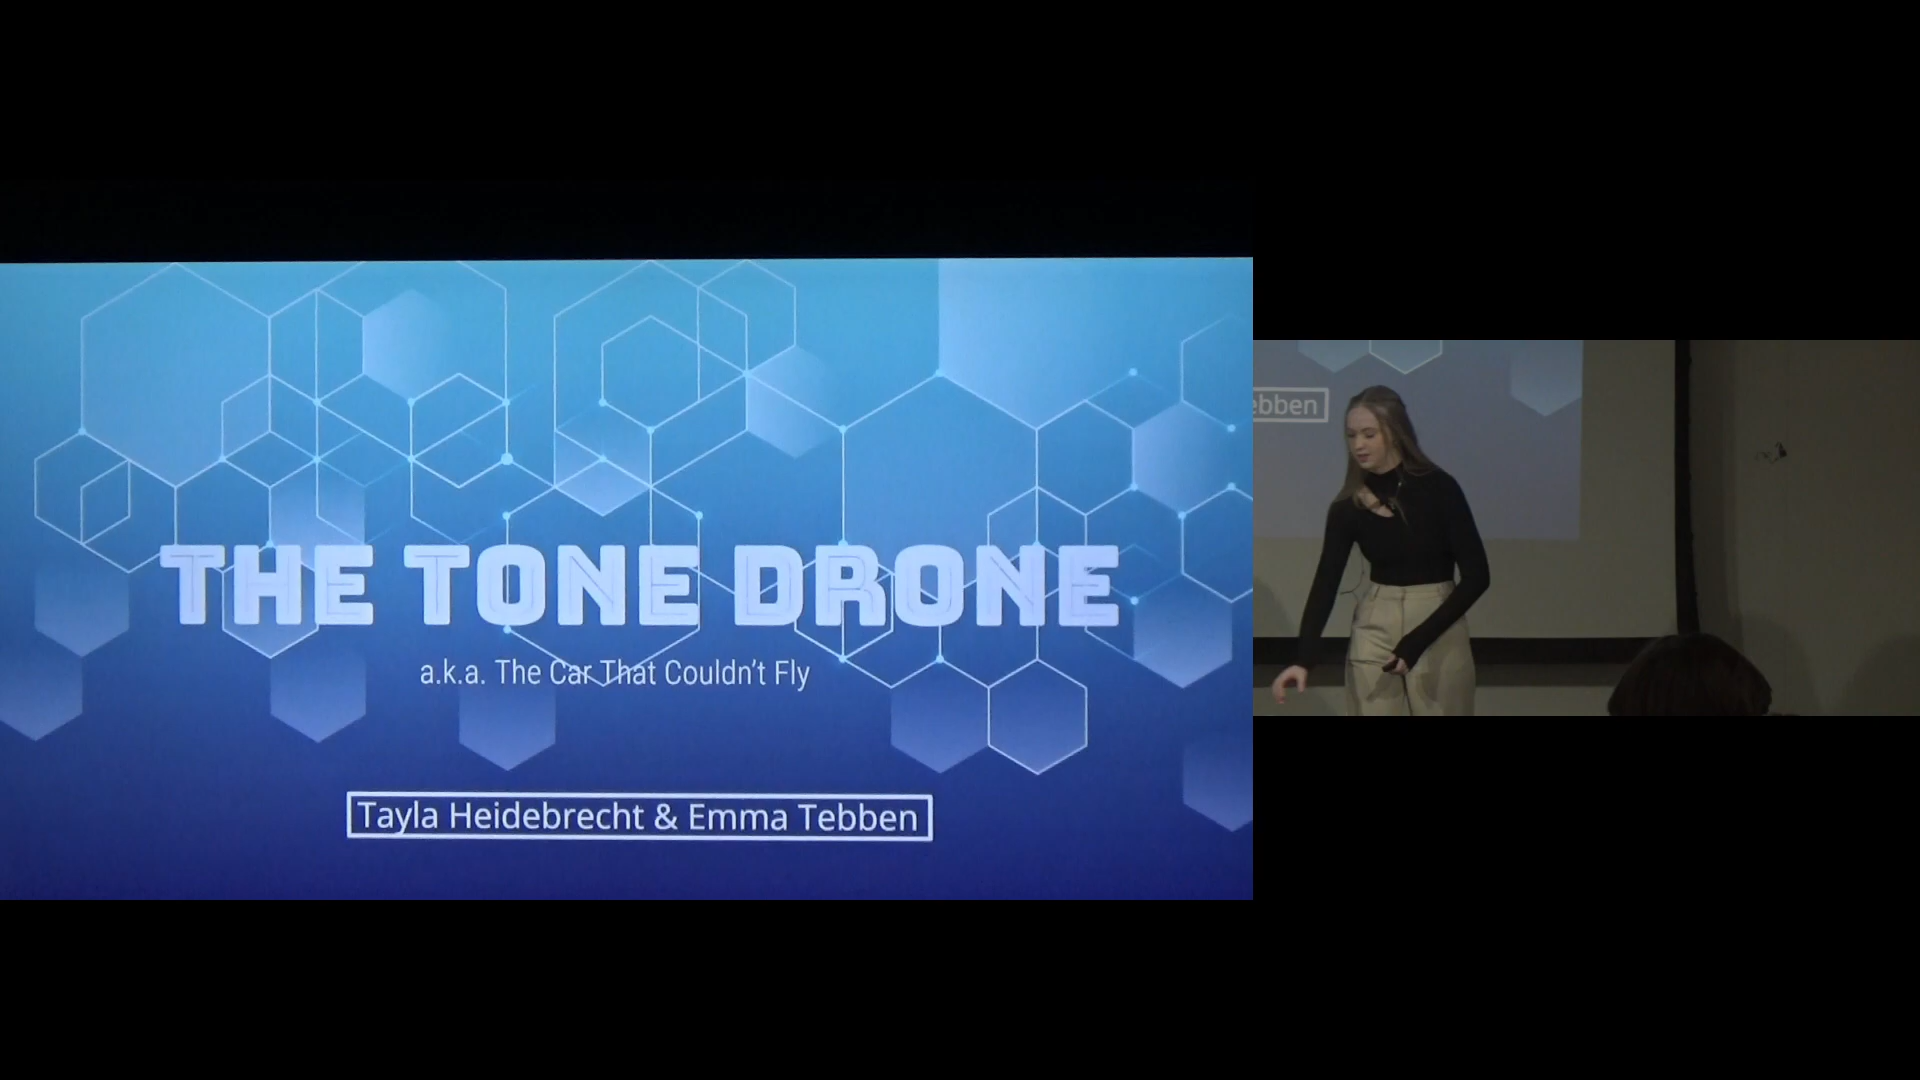 THE TONE DRONE
a.k.a. The Car That Couldn't Fly
Tayla Heidebrecht & Emma Tebben
ebben